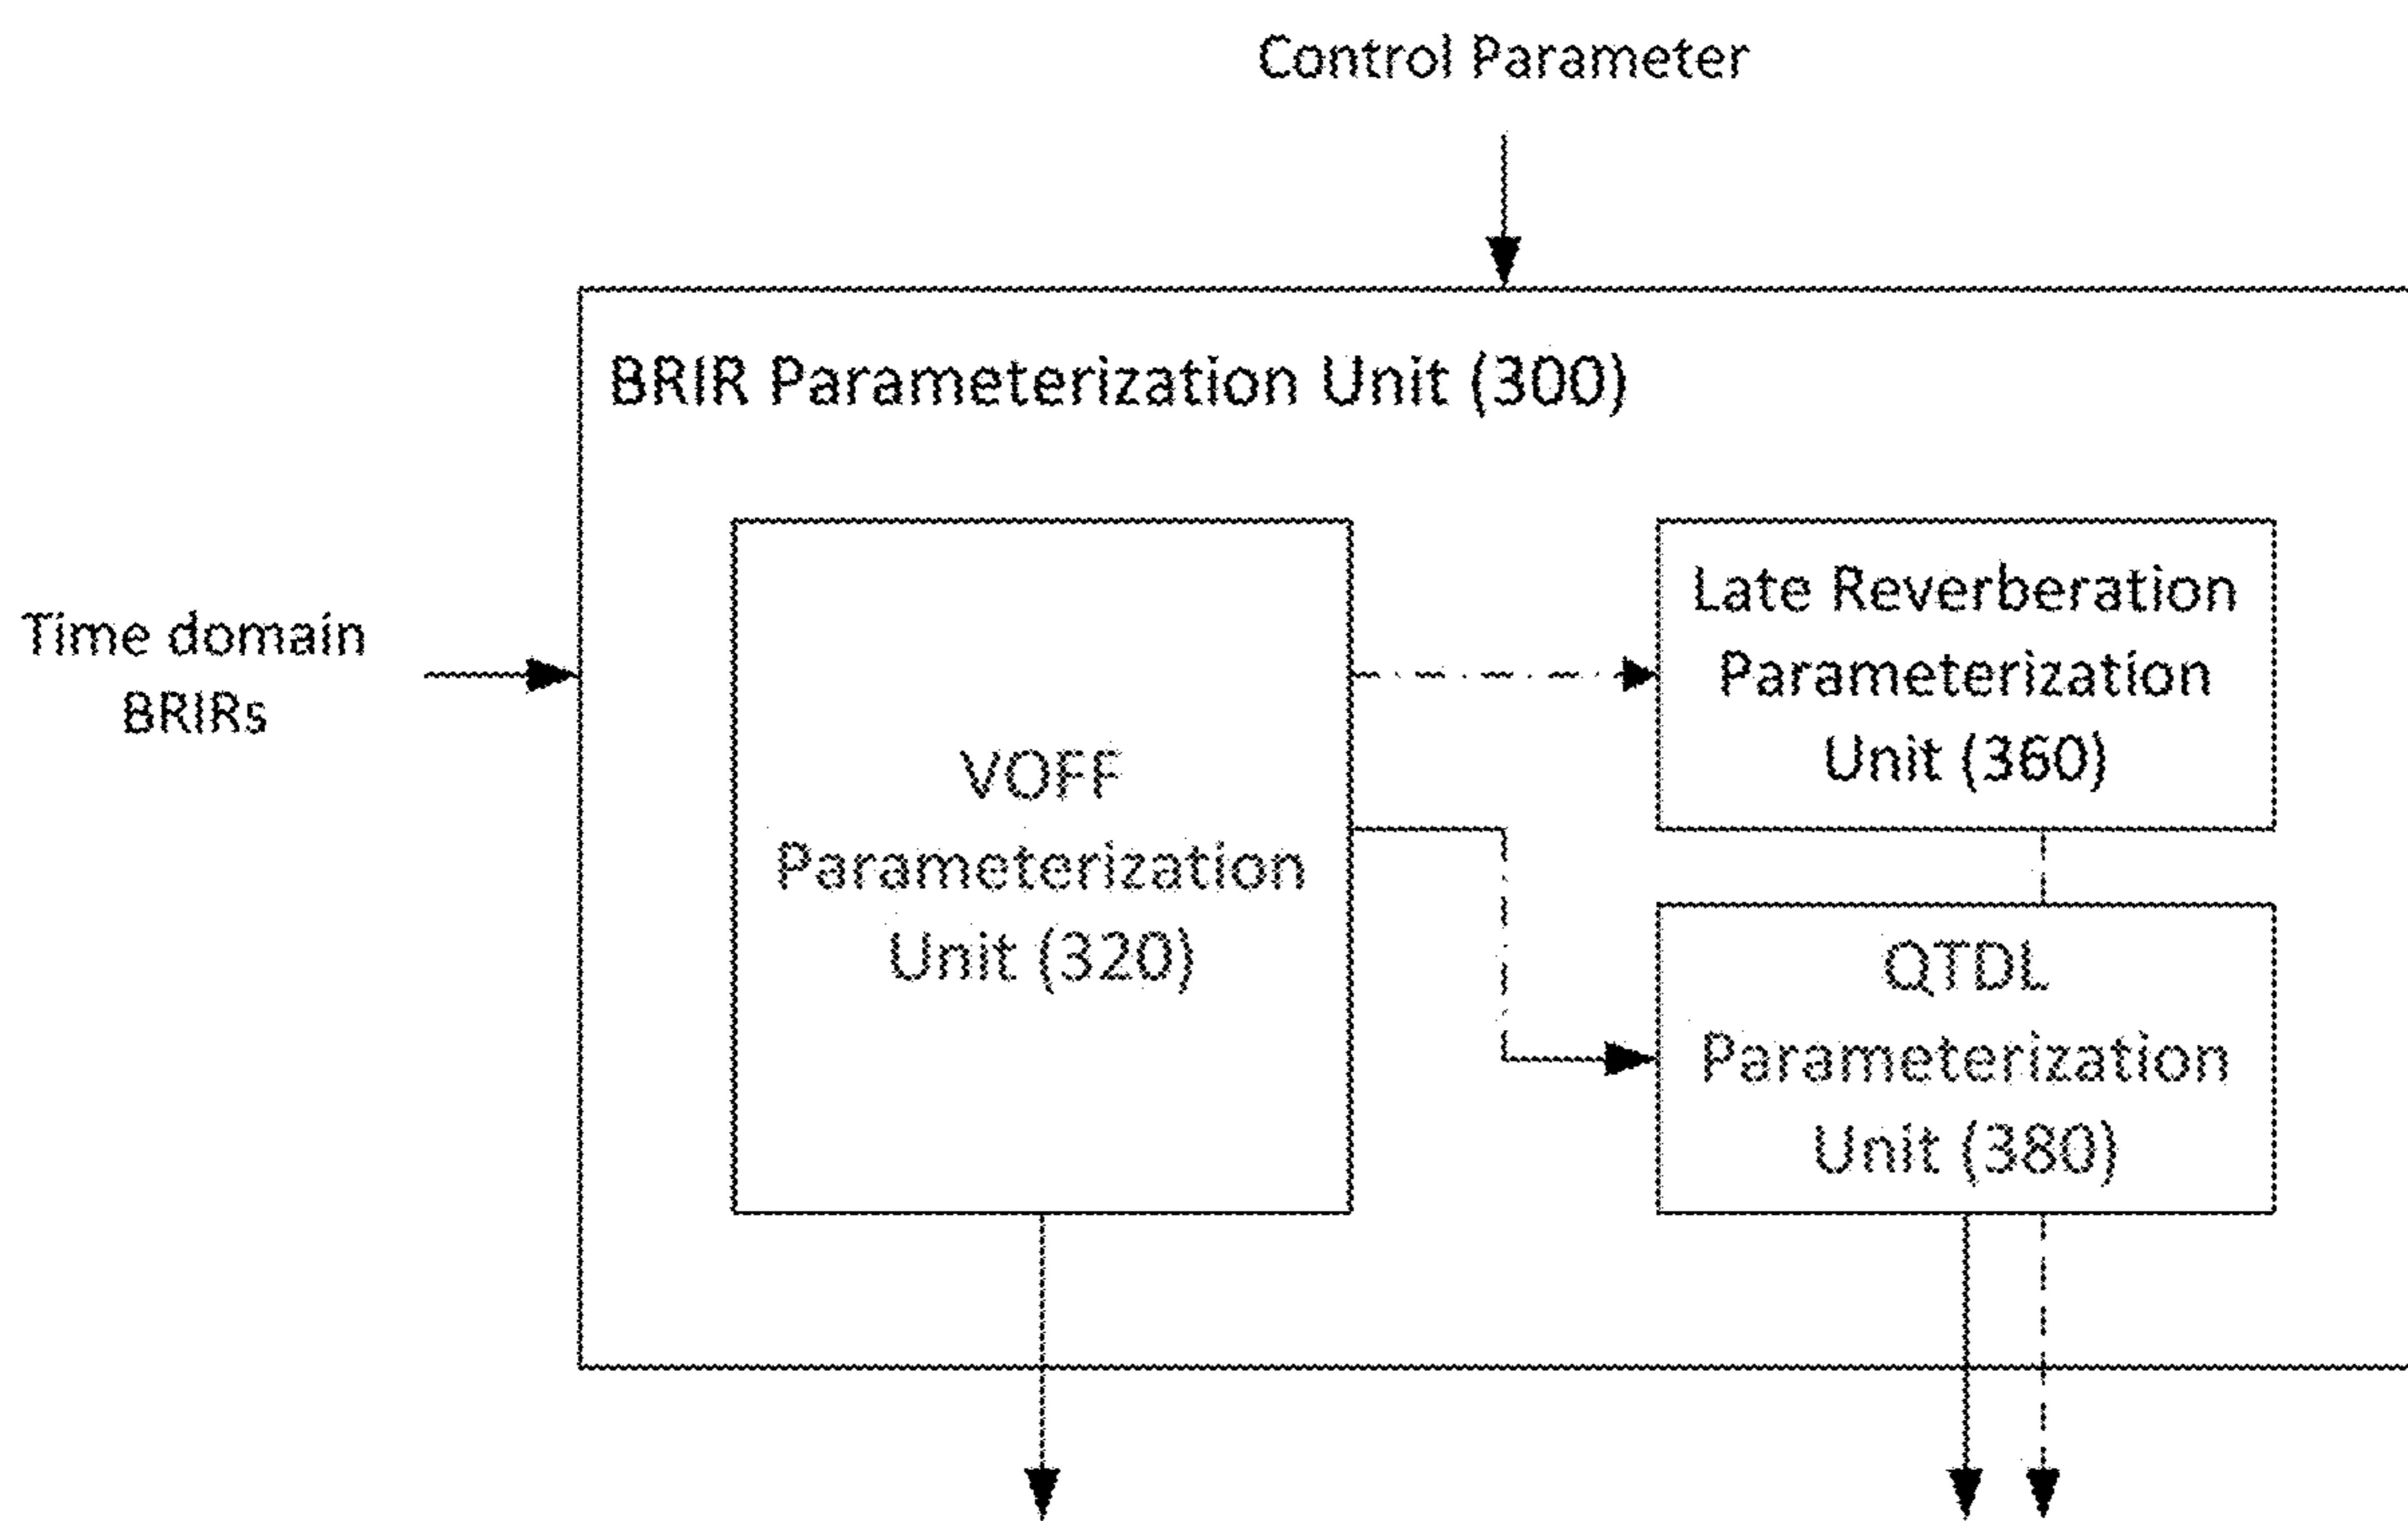 Control Parameter
BRIR Parameterization Unit (300)
Time domain
BRIRs
VOFF
Parameterization
Unit (320)
Late Reverberation
Parameterization
Unit (360)
QTDL
Parameterization
Unit (380)